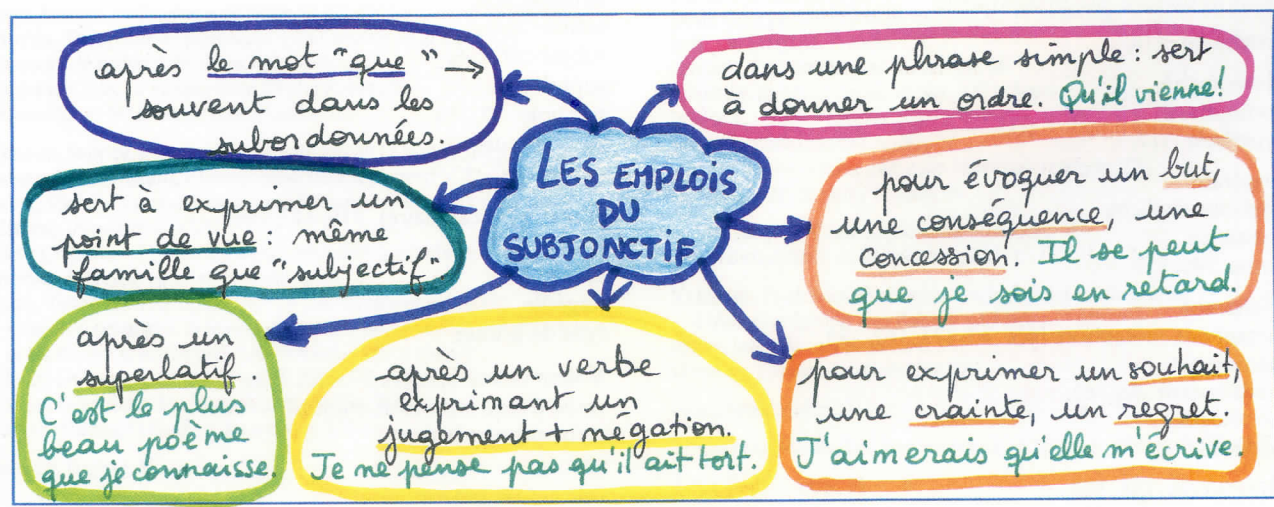 LES EMPLOIS
DU
SUBJONCTIF
après le mot "que" →
souvent dans les
subordonnées.
dans une phrase simple : sert
à donner un ordre. Qu'il vienne!
sert à exprimer un
point de vue : même
famille que "subjectif"
pour évoquer un but,
une conséquence, une
concession. Il se peut
que je sois en retard.
après un
superlatif.
C'est le plus
beau poème
que je connaisse.
après un verbe
exprimant un
jugement + négation.
Je ne pense pas qu'il ait tort.
pour exprimer un souhait,
une crainte, un regret.
J'aimerais qu'elle m'écrive.